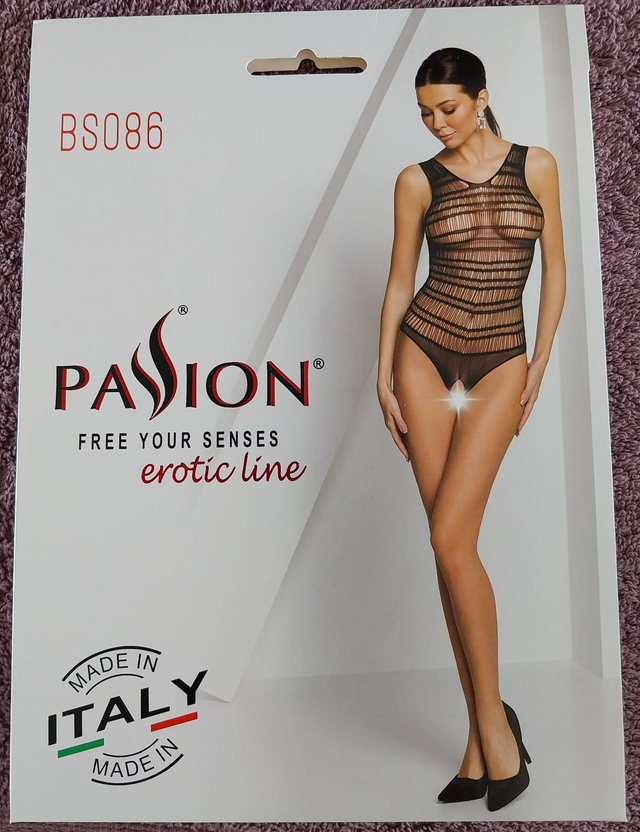 BS086
PASSION®
FREE YOUR SENSES
erotic line
MADE IN
ITALY
MADE IN